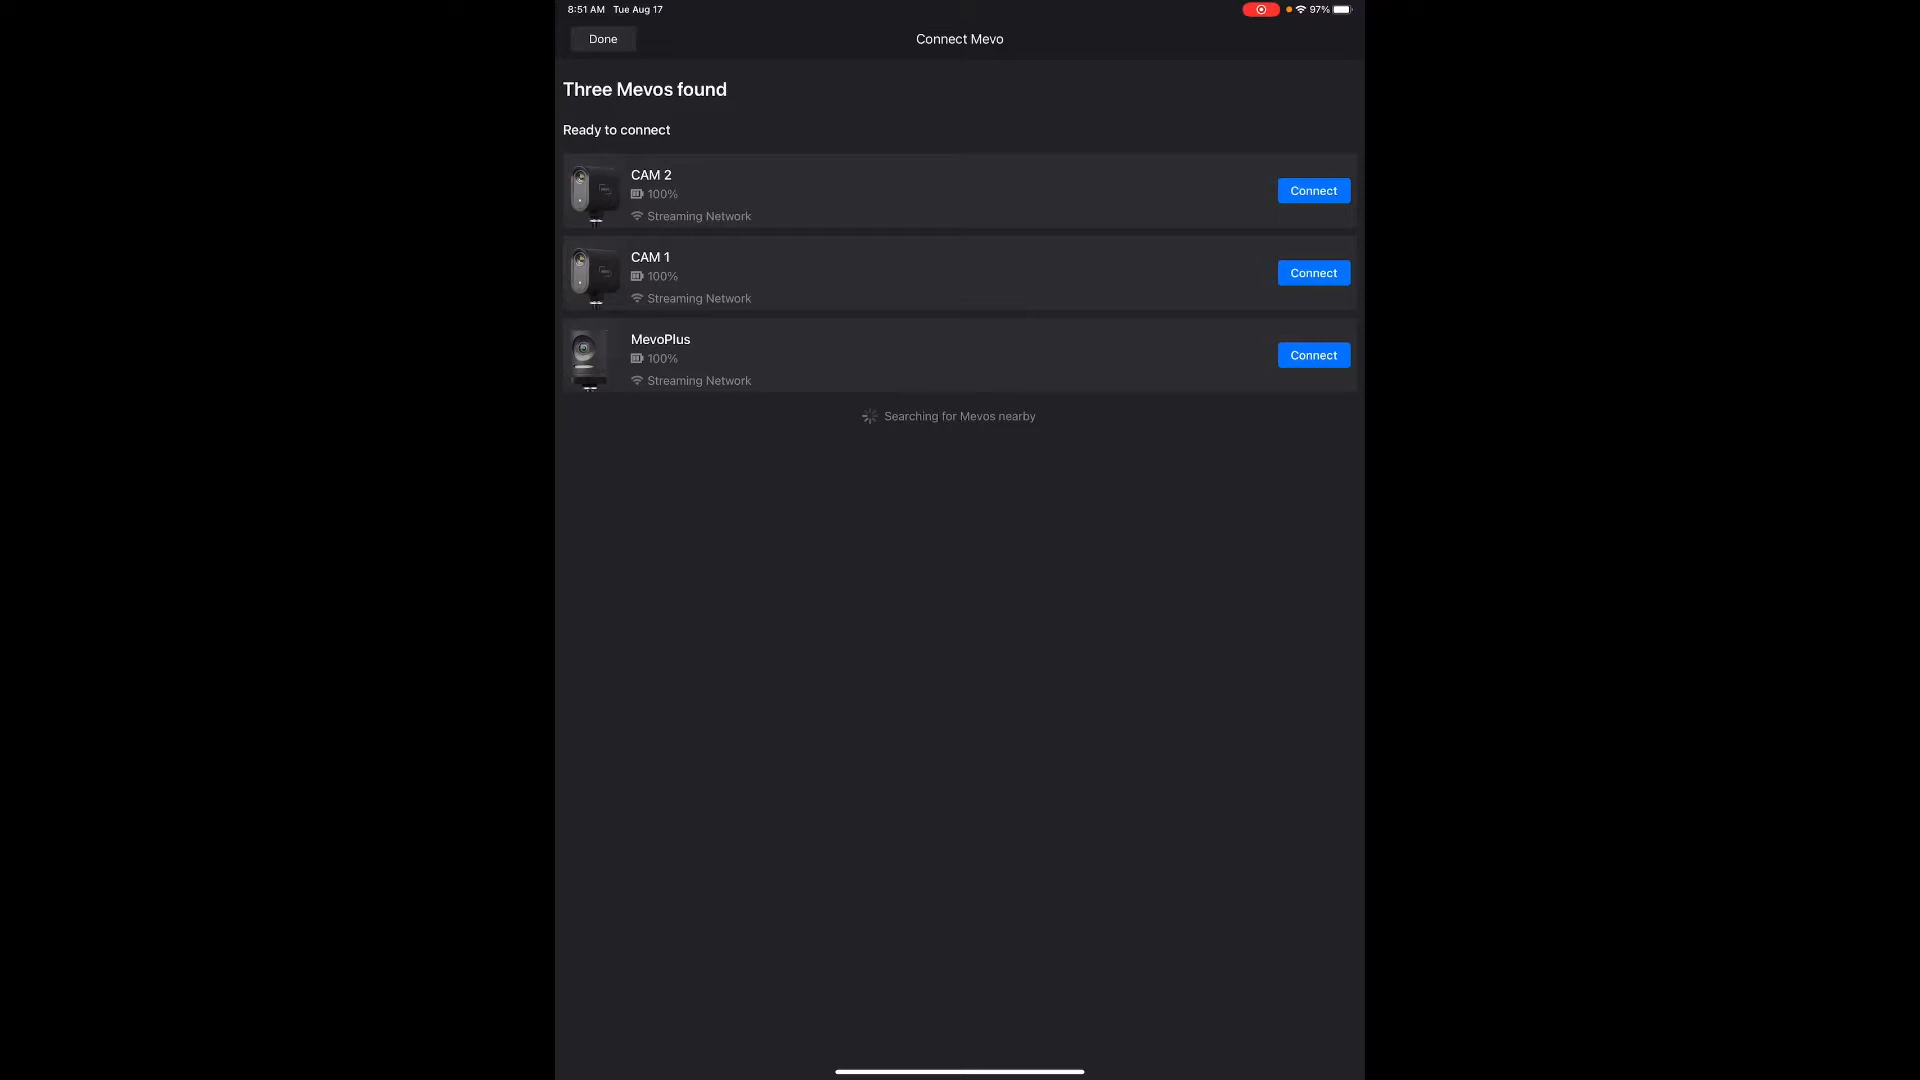 8:51 AM Tue Aug 17
97%
Done
Connect Mevo
Three Mevos found
Ready to connect
CAM 2
100%
Streaming Network
Connect
CAM 1
100%
Streaming Network
Connect
MevoPlus
100%
Streaming Network
Connect
Searching for Mevos nearby